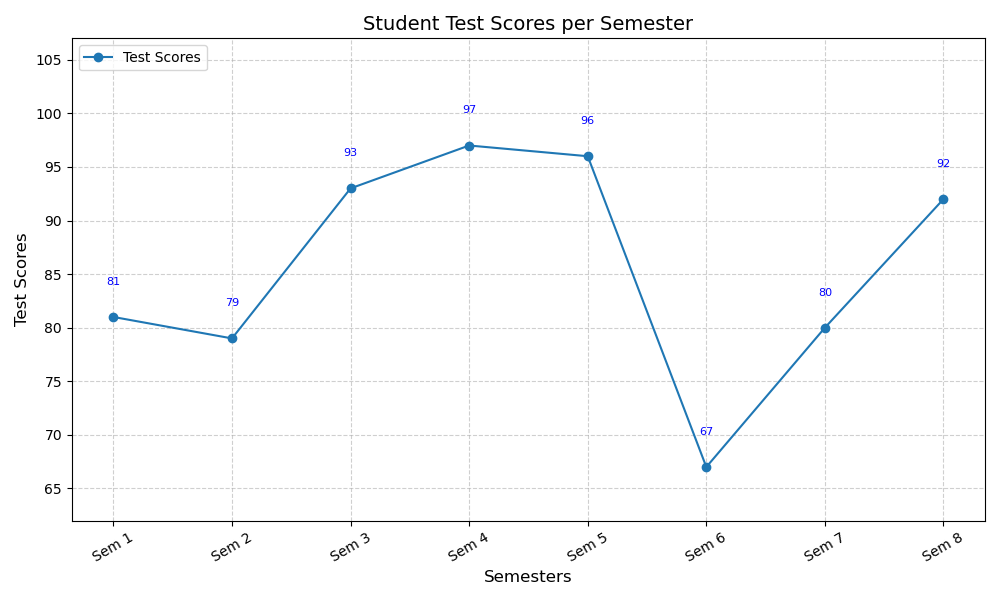 Student Test Scores per Semester
Test Scores
105
100
95
90
85
80
75
70
65
Test Scores
81
79
93
97
96
67
80
92
Sem 1
Sem 2
Sem 3
Sem 4
Sem 5
Sem 6
Sem 7
Sem 8
Semesters